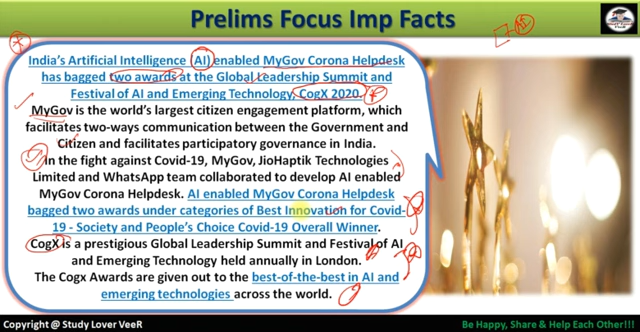 Prelims Focus Imp Facts
India's Artificial Intelligence (AI) enabled MyGov Corona Helpdesk
has bagged two awards at the Global Leadership Summit and
Festival of AI and Emerging Technology, CogX 2020.
MyGov is the world's largest citizen engagement platform, which
facilitates two-ways communication between the Government and
Citizen and facilitates participatory governance in India.
In the fight against Covid-19, MyGov, JioHaptik Technologies
Limited and WhatsApp team collaborated to develop AI enabled
MyGov Corona Helpdesk. AI enabled MyGov Corona Helpdesk
bagged two awards under categories of Best Innovation for Covid-
19 - Society and People's Choice Covid-19 Overall Winner.
CogX is a prestigious Global Leadership Summit and Festival of AI
and Emerging Technology held annually in London.
The Cogx Awards are given out to the best-of-the-best in AI and
emerging technologies across the world.
Copyright @ Study Lover VeeR
Be Happy, Share & Help Each Other!!!